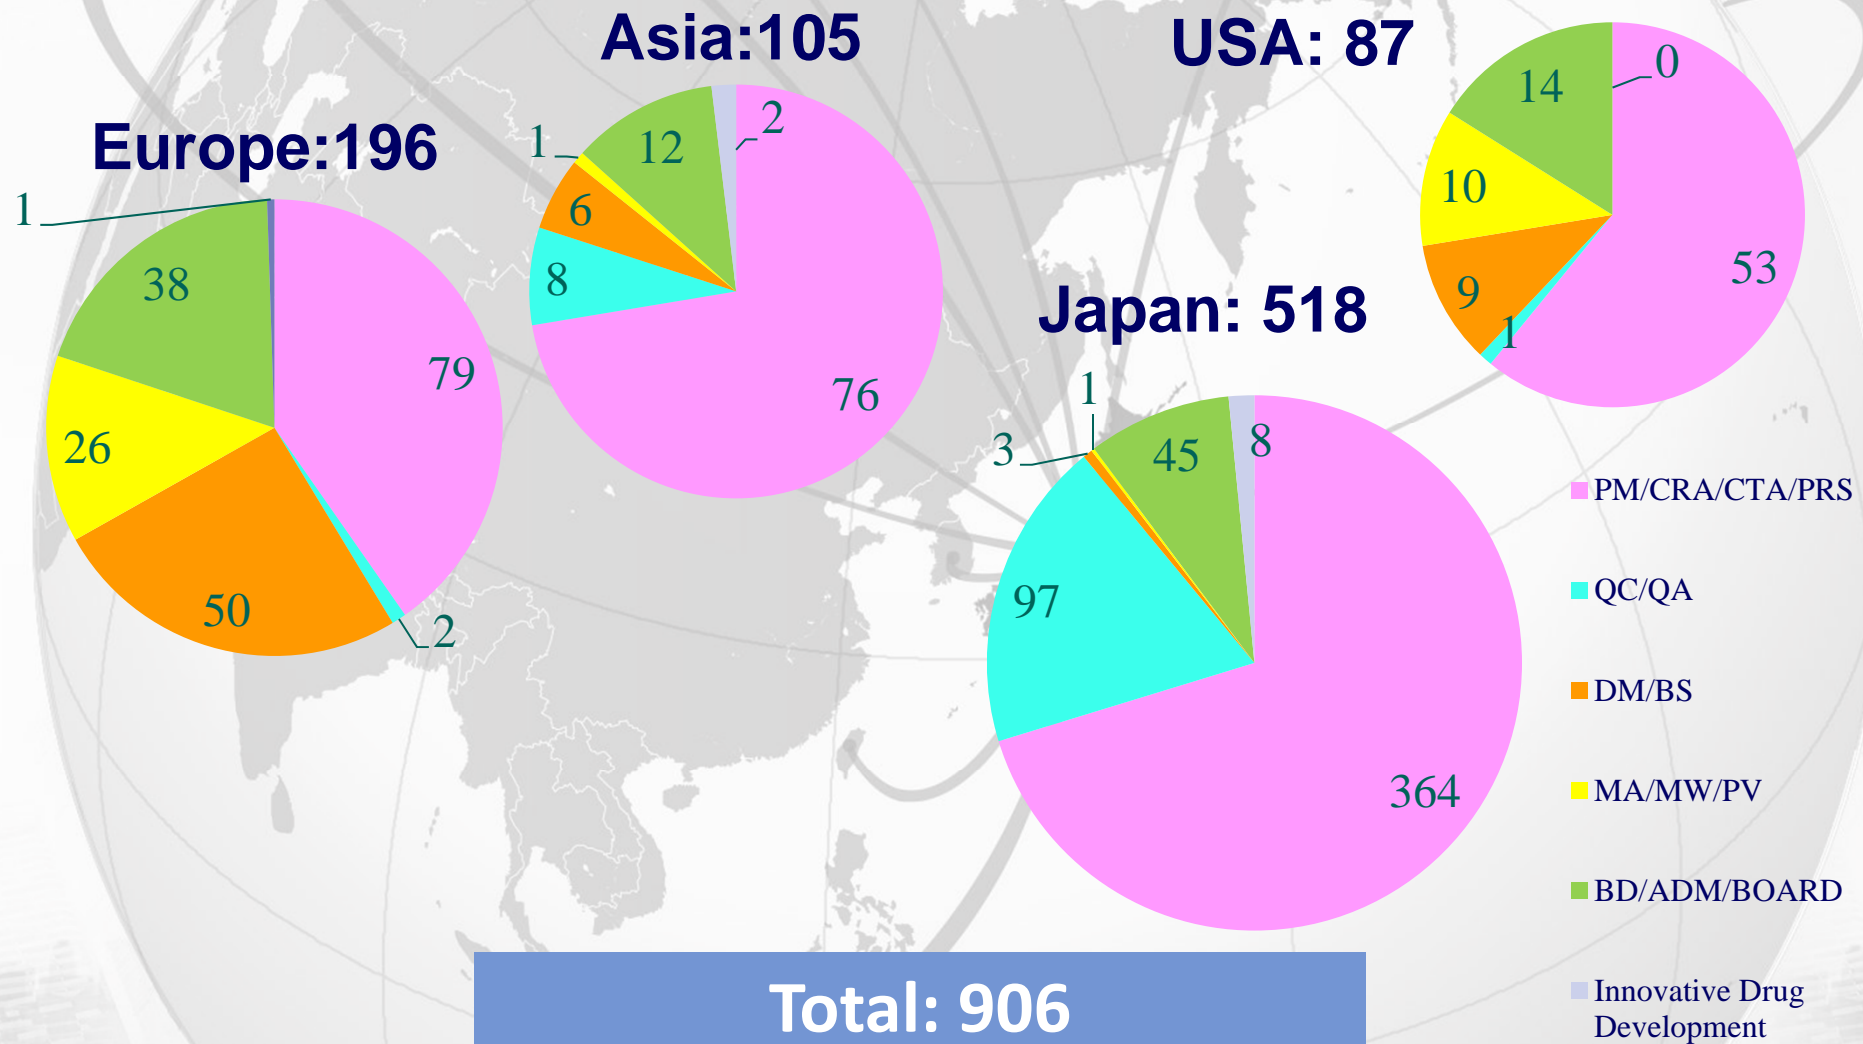 Asia:105
USA: 87
Europe:196
Japan: 518
1
38
79
26
50
2
1
12
2
6
8
76
14
0
10
9
1
53
1
3
45
8
97
364
PM/CRA/CTA/PRS
QC/QA
DM/BS
MA/MW/PV
BD/ADM/BOARD
Innovative Drug
Development
Total: 906